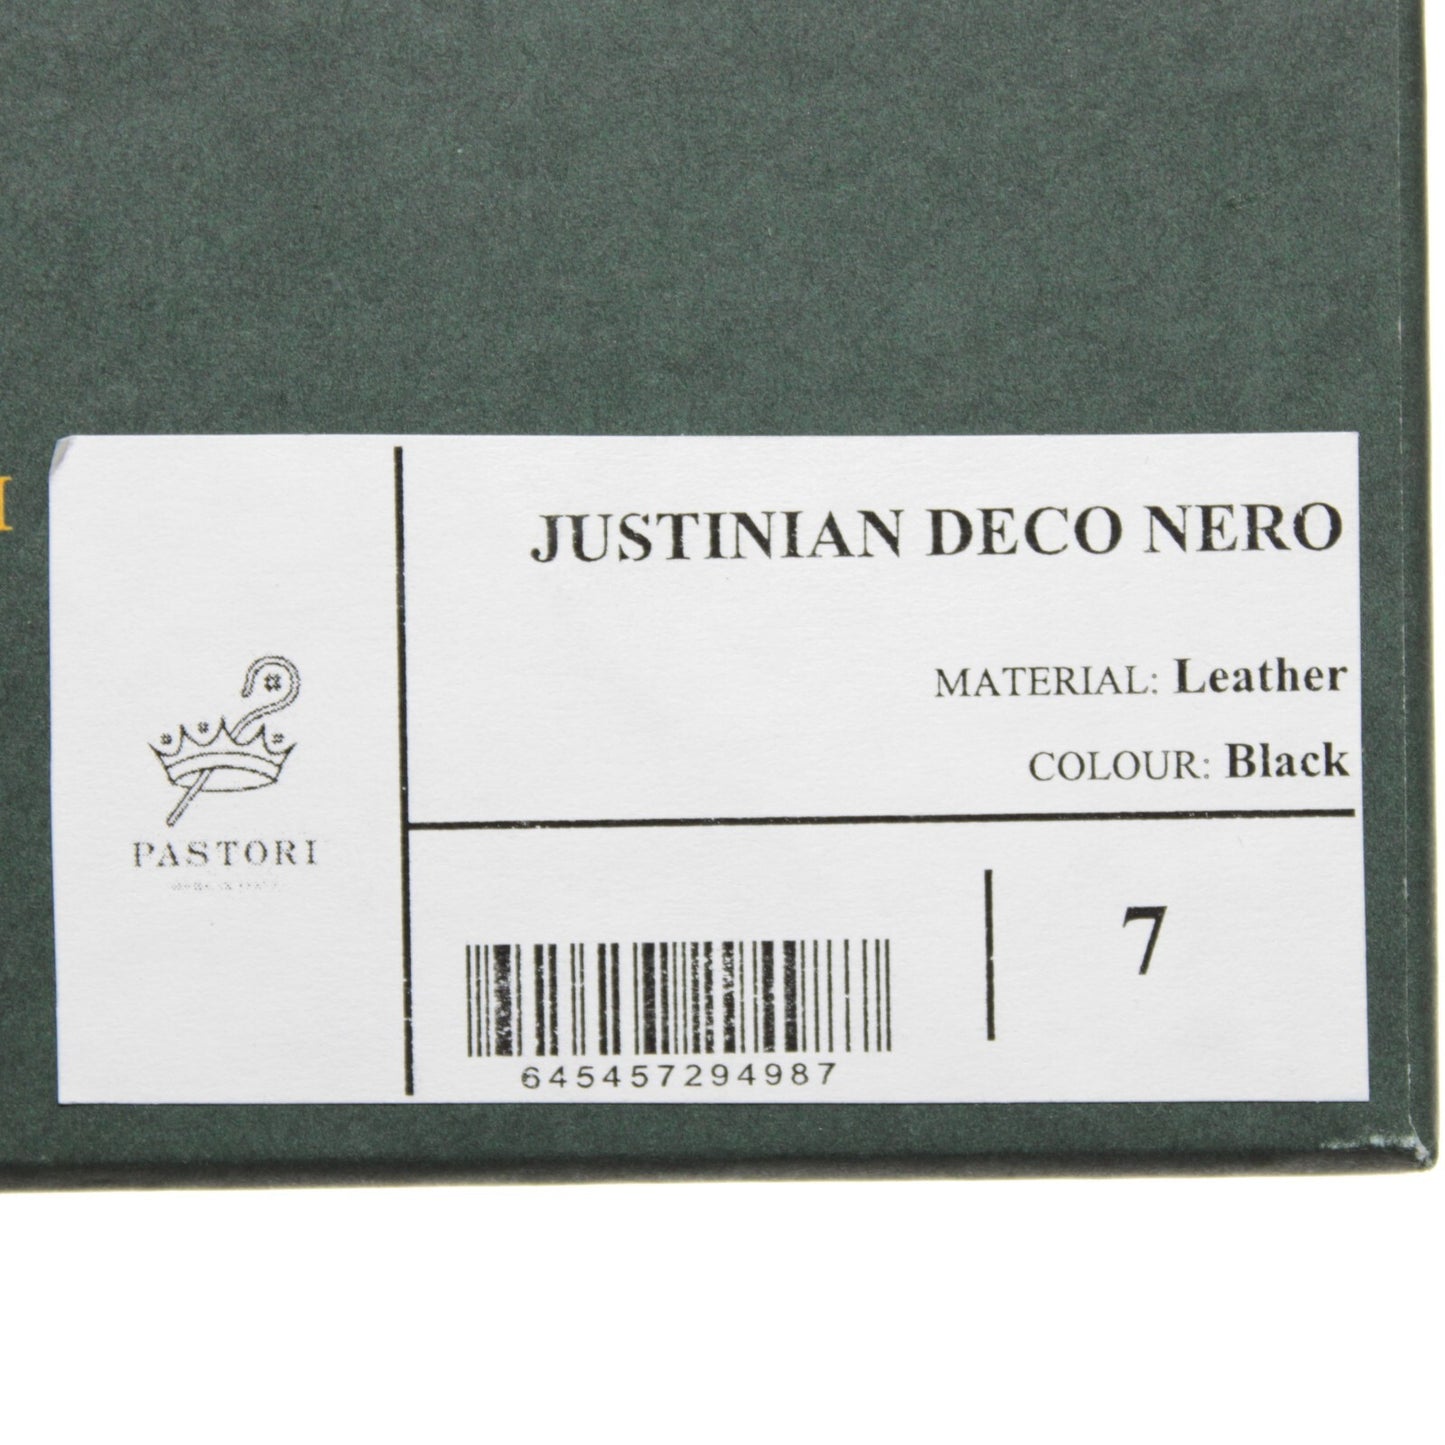 JUSTINIAN DECO NERO
MATERIAL: Leather
COLOUR: Black
PASTORI
7
645457294987